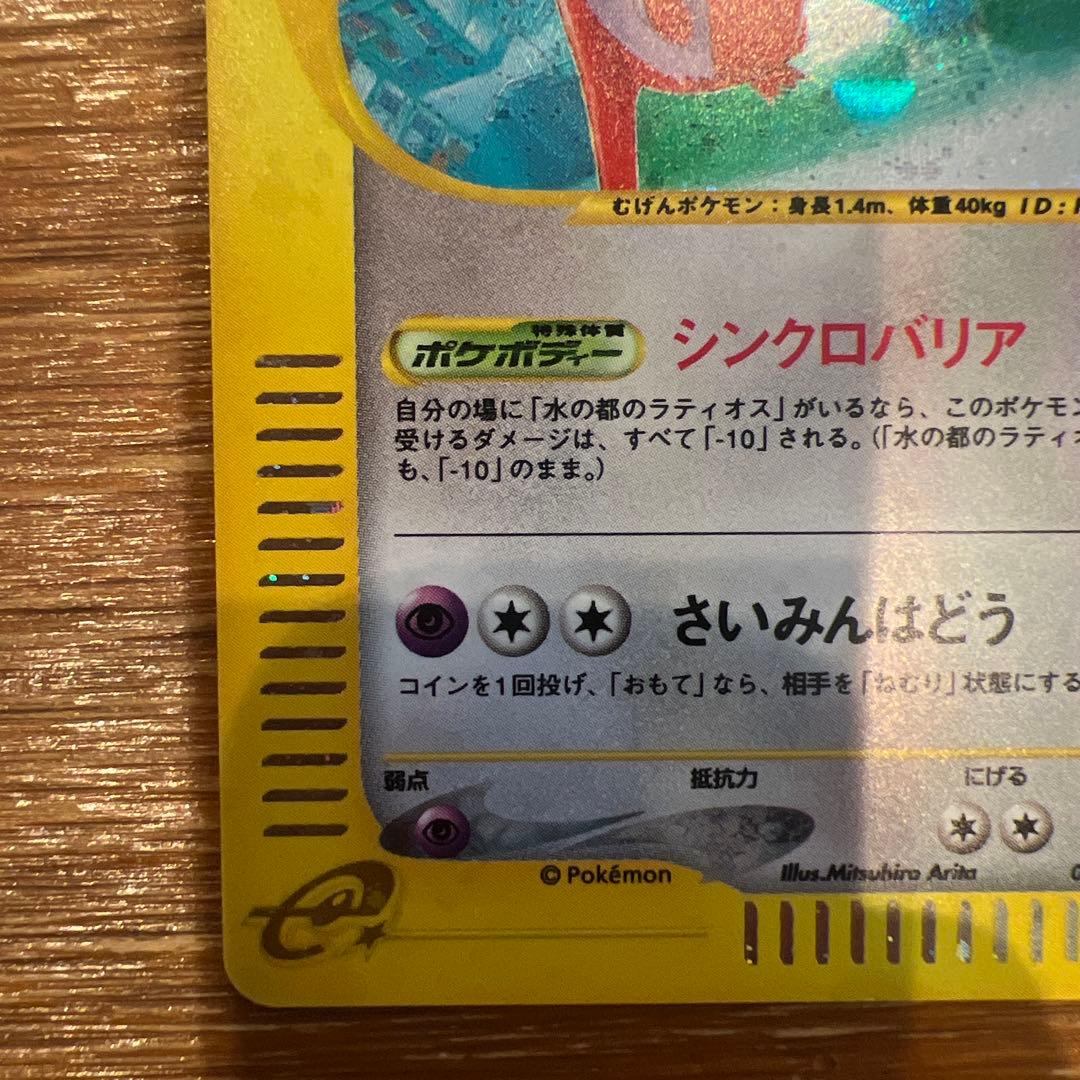 むげんポケモン：身長1.4m、体重40kg ID:
特殊体質
ポケボディー
シンクロバリア
自分の場に「水の都のラティオス」がいるなら、このポケモン
受けるダメージは、すべて「-10」される。（「水の都のラティオ
も、「-10」のまま。）
さいみんはどう
コインを1回投げ、「おもて」なら、相手を「ねむり」状態にする
弱点
抵抗力
にげる
© Pokémon
Illus.Mitsuhiro Arita